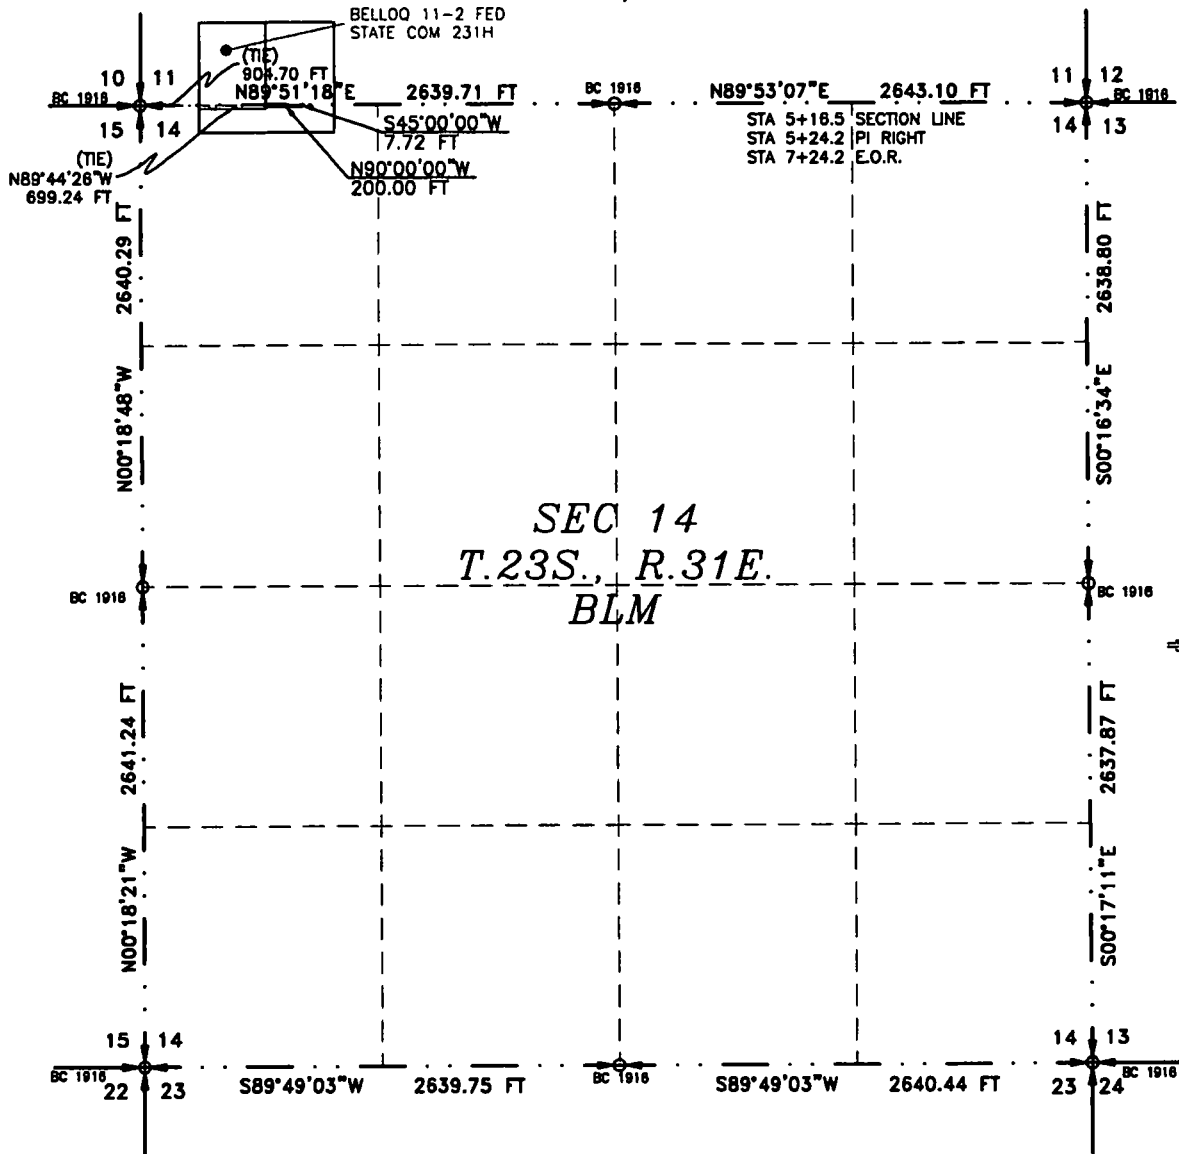 BELLOQ 11-2 FED
STATE COM 231H
(TIE)
904.70 FT
10 11
11 12
BC 1916
N89°51'18"E 2639.71 FT
BC 1916
N89°53'07"E 2643.10 FT
BC 1916
15 14
14 13
S45°00'00"W
7.72 FT
STA 5+16.5 SECTION LINE
STA 5+24.2 PI RIGHT
STA 7+24.2 E.O.R.
(TIE)
N89°44'26"W
699.24 FT
N90°00'00"W
200.00 FT
2640.29 FT
2638.80 FT
N00°18'48"W
S00°16'34"E
SEC 14
T.23S., R.31E.
BLM
BC 1916
BC 1916
2641.24 FT
2637.87 FT
N00°18'21"W
S00°17'11"E
15 14
14 13
BC 1916
BC 1916
BC 1916
22 23
S89°49'03"W 2639.75 FT
S89°49'03"W 2640.44 FT
23 24